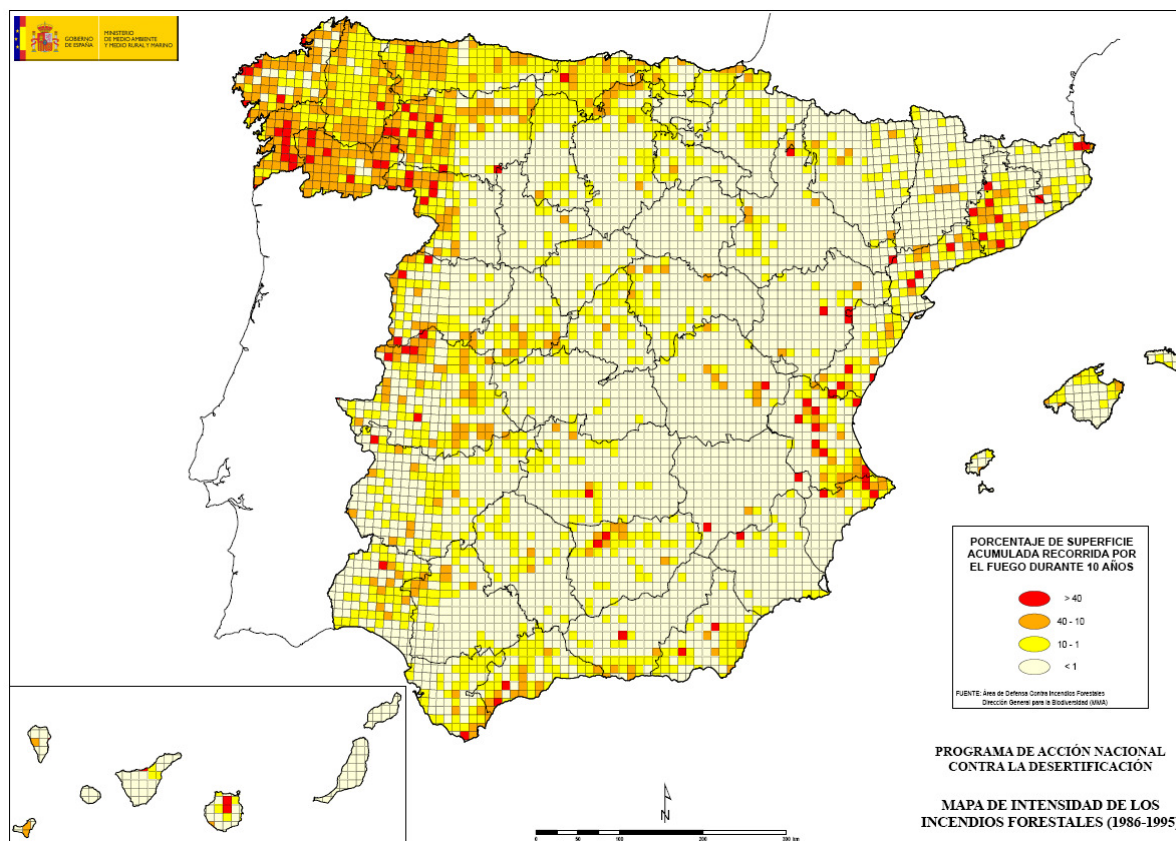 GOBIERNO
DE ESPAÑA
MINISTERIO
DE MEDIO AMBIENTE
Y MEDIO RURAL Y MARINO
PORCENTAJE DE SUPERFICIE
ACUMULADA RECORRIDA POR
EL FUEGO DURANTE 10 AÑOS
> 40
40 - 10
10 - 1
< 1
FUENTE: Área de Defensa Contra Incendios Forestales
Dirección General para la Biodiversidad (MMA)
PROGRAMA DE ACCIÓN NACIONAL
CONTRA LA DESERTIFICACIÓN
MAPA DE INTENSIDAD DE LOS
INCENDIOS FORESTALES (1986-1995)
N
0 50 100 200 300 km